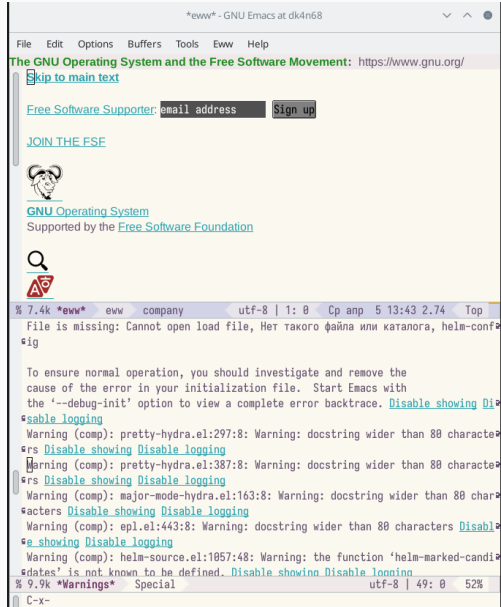 *eww* - GNU Emacs at dk4n68
File Edit Options Buffers Tools Eww Help
The GNU Operating System and the Free Software Movement: https://www.gnu.org/
Skip to main text
Free Software Supporter: email address Sign up
JOIN THE FSF
GNU Operating System
Supported by the Free Software Foundation
% 7.4k *eww* eww company utf-8 | 1: 0 Ср апр 5 13:43 2.74 Top
File is missing: Cannot open load file, Нет такого файла или каталога, helm-conf
ig
To ensure normal operation, you should investigate and remove the
cause of the error in your initialization file. Start Emacs with
the ‘--debug-init’ option to view a complete error backtrace. Disable showing Di
sable logging
Warning (comp): pretty-hydra.el:297:8: Warning: docstring wider than 80 characte
rs Disable showing Disable logging
Warning (comp): pretty-hydra.el:387:8: Warning: docstring wider than 80 characte
rs Disable showing Disable logging
Warning (comp): major-mode-hydra.el:163:8: Warning: docstring wider than 80 char
acters Disable showing Disable logging
Warning (comp): epl.el:443:8: Warning: docstring wider than 80 characters Disabl
e showing Disable logging
Warning (comp): helm-source.el:1057:48: Warning: the function ‘helm-marked-candi
dates’ is not known to be defined. Disable showing Disable logging
% 9.9k *Warnings* Special utf-8 | 49: 0 52%
C-x-